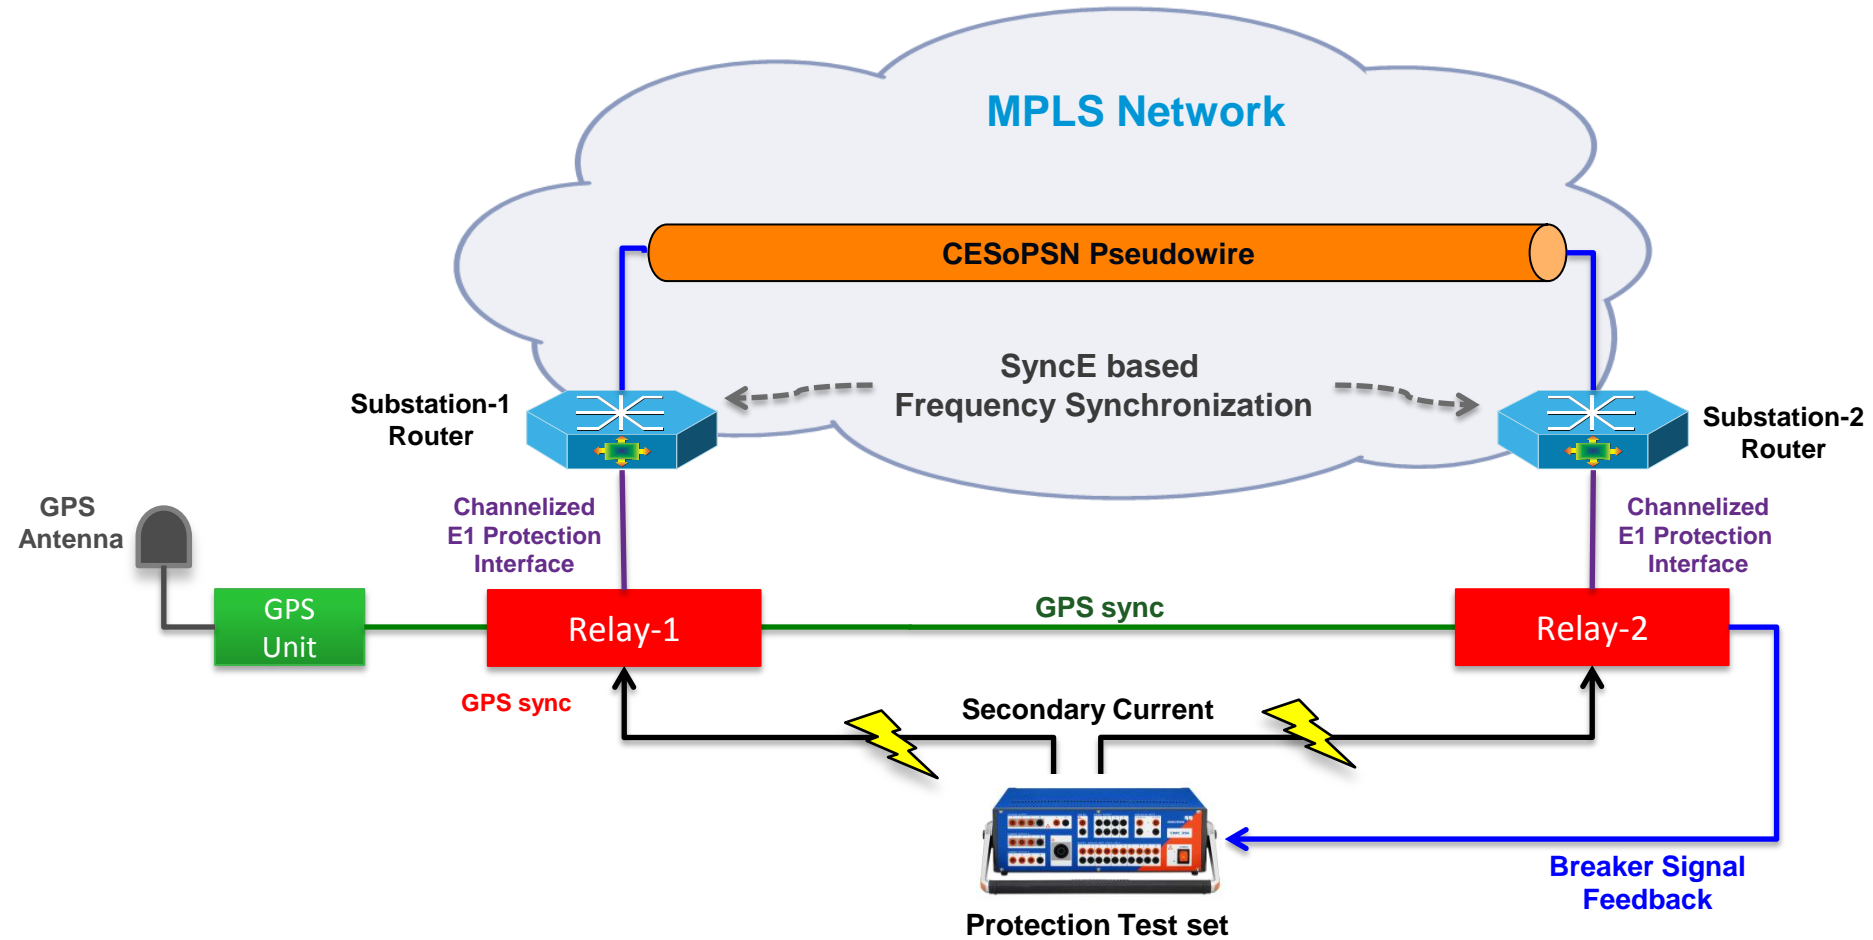 MPLS Network
CESoPSN Pseudowire
SyncE based
Frequency Synchronization
Substation-1
Router
Substation-2
Router
GPS
Antenna
Channelized
E1 Protection
Interface
Channelized
E1 Protection
Interface
GPS
Unit
Relay-1
GPS sync
Relay-2
GPS sync
Secondary Current
Breaker Signal
Feedback
Protection Test set